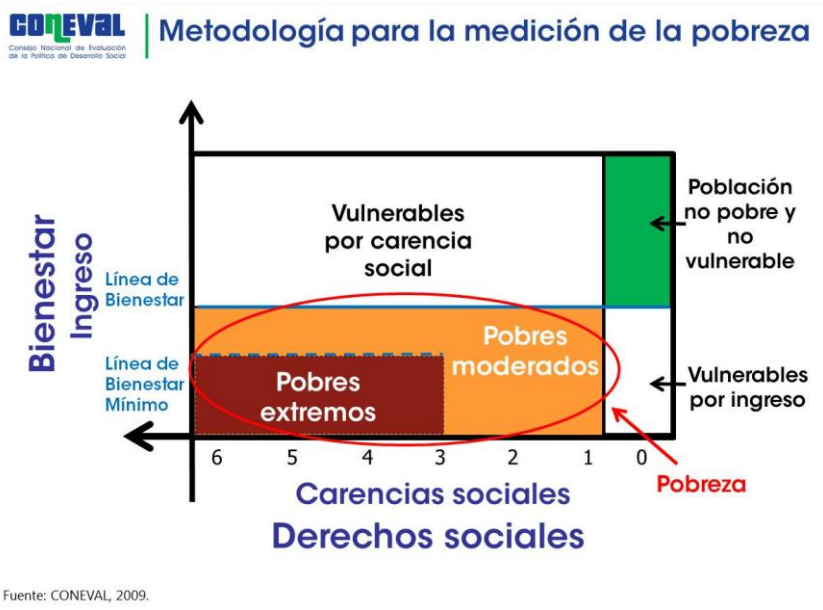 CONEVAL
Consejo Nacional de Evaluación
de la Política de Desarrollo Social
Metodología para la medición de la pobreza
Bienestar
Ingreso
Línea de
Bienestar
Línea de
Bienestar
Mínimo
Vulnerables
por carencia
social
Población
no pobre y
no
vulnerable
Pobres
moderados
Pobres
extremos
Vulnerables
por ingreso
Pobreza
6 5 4 3 2 1 0
Carencias sociales
Derechos sociales
Fuente: CONEVAL, 2009.